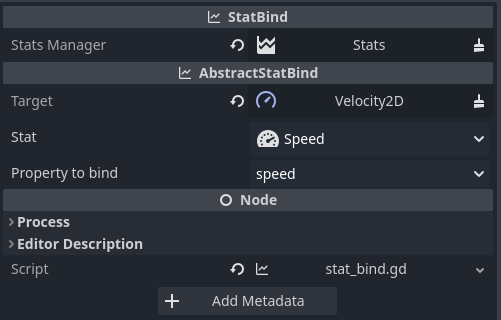 StatBind
Stats Manager Stats
AbstractStatBind
Target Velocity2D
Stat Speed
Property to bind speed
Node
Process
Editor Description
Script stat_bind.gd
Add Metadata